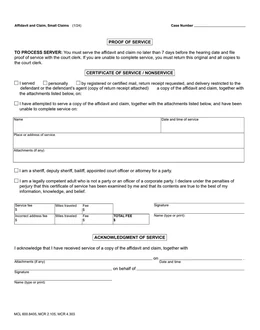 Affidavit and Claim, Small Claims (1/24) Case Number
PROOF OF SERVICE
TO PROCESS SERVER: You must serve the affidavit and claim no later than 7 days before the hearing date and file
proof of service with the court clerk. If you are unable to complete service, you must return this original and all copies to
the court clerk.
CERTIFICATE OF SERVICE / NONSERVICE
I served personally by registered or certified mail, return receipt requested, and delivery restricted to the
defendant or the defendant's agent (copy of return receipt attached) a copy of the affidavit and claim, together with
the attachments listed below, on:
I have attempted to serve a copy of the affidavit and claim, together with the attachments listed below, and have been
unable to complete service on:
Name Date and time of service
Place or address of service
Attachments (if any)
I am a sheriff, deputy sheriff, bailiff, appointed court officer or attorney for a party.
I am a legally competent adult who is not a party or an officer of a corporate party. I declare under the penalties of
perjury that this certificate of service has been examined by me and that its contents are true to the best of my
information, knowledge, and belief.
Service fee Miles traveled Fee
$ $
Incorrect address fee Miles traveled Fee TOTAL FEE
$ $ $
Signature
Name (type or print)
ACKNOWLEDGMENT OF SERVICE
I acknowledge that I have received service of a copy of the affidavit and claim, together with
on
Attachments (if any) Date and time
on behalf of
Signature
Name (type or print)
MCL 600.8405, MCR 2.105, MCR 4.303